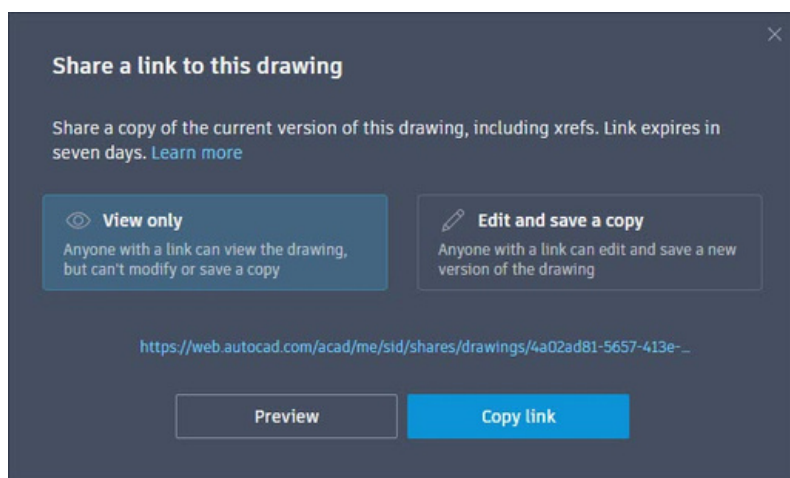 Share a link to this drawing
Share a copy of the current version of this drawing, including xrefs. Link expires in
seven days. Learn more
View only
Anyone with a link can view the drawing,
but can't modify or save a copy
Edit and save a copy
Anyone with a link can edit and save a new
version of the drawing
https://web.autocad.com/acad/me/sid/shares/drawings/4a02ad81-5657-413e-...
Preview
Copy link